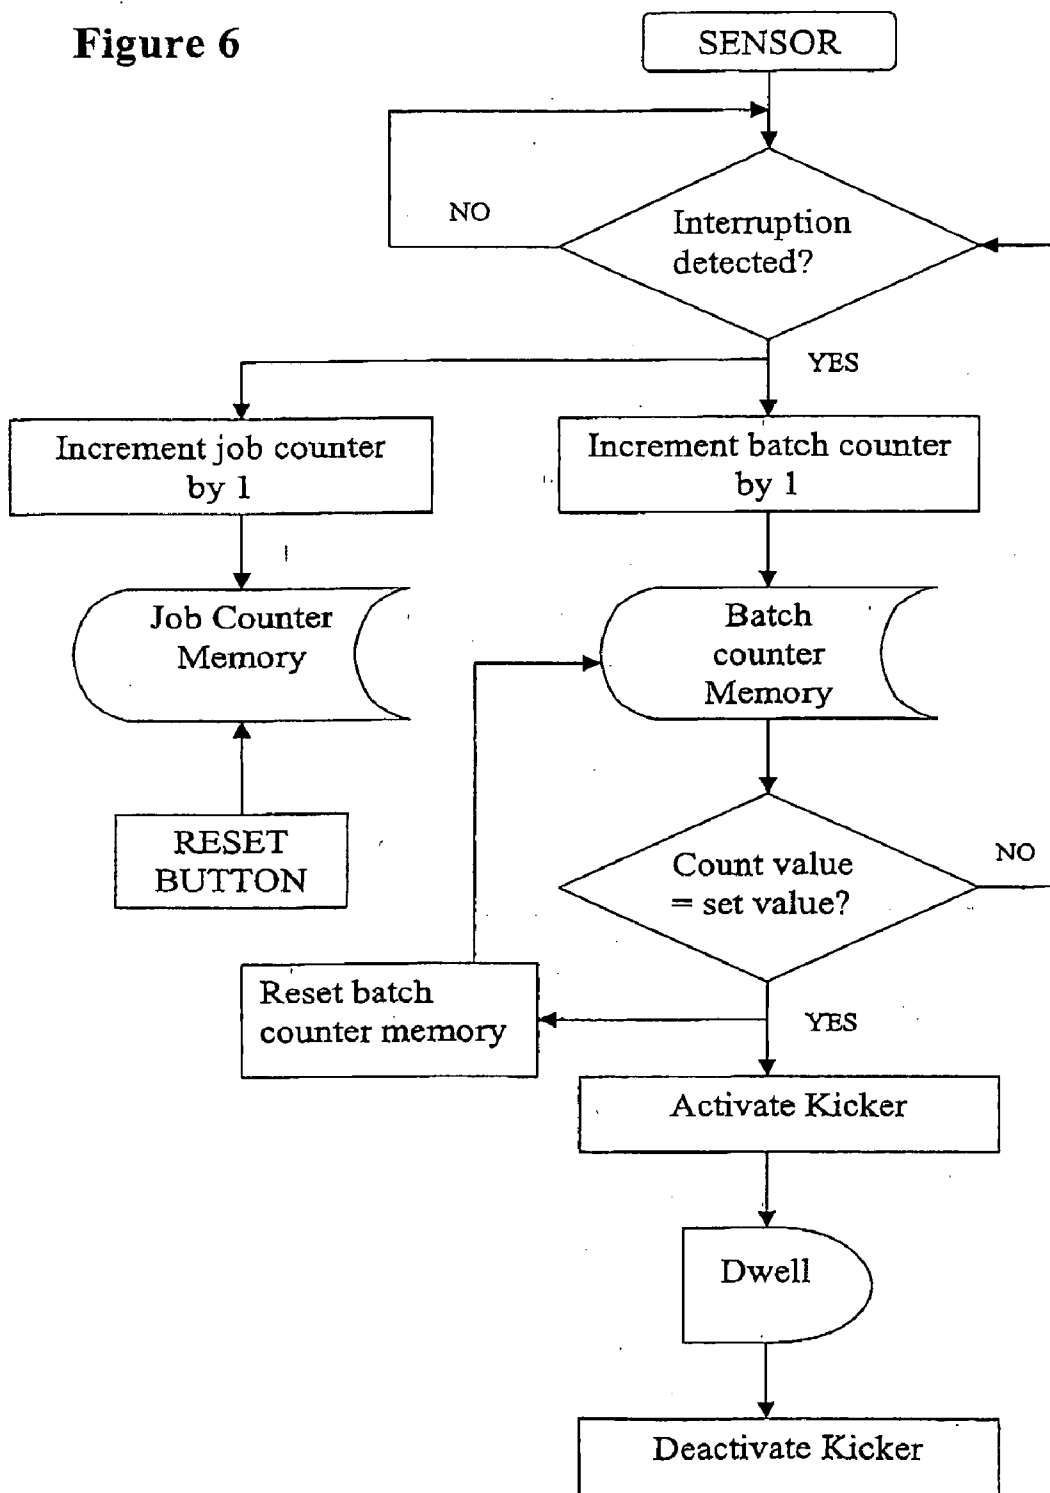 Figure 6
SENSOR
NO
Interruption
detected?
YES
Increment job counter
by 1
Increment batch counter
by 1
Job Counter
Memory
Batch
counter
Memory
RESET
BUTTON
Count value
= set value?
NO
Reset batch
counter memory
YES
Activate Kicker
Dwell
Deactivate Kicker